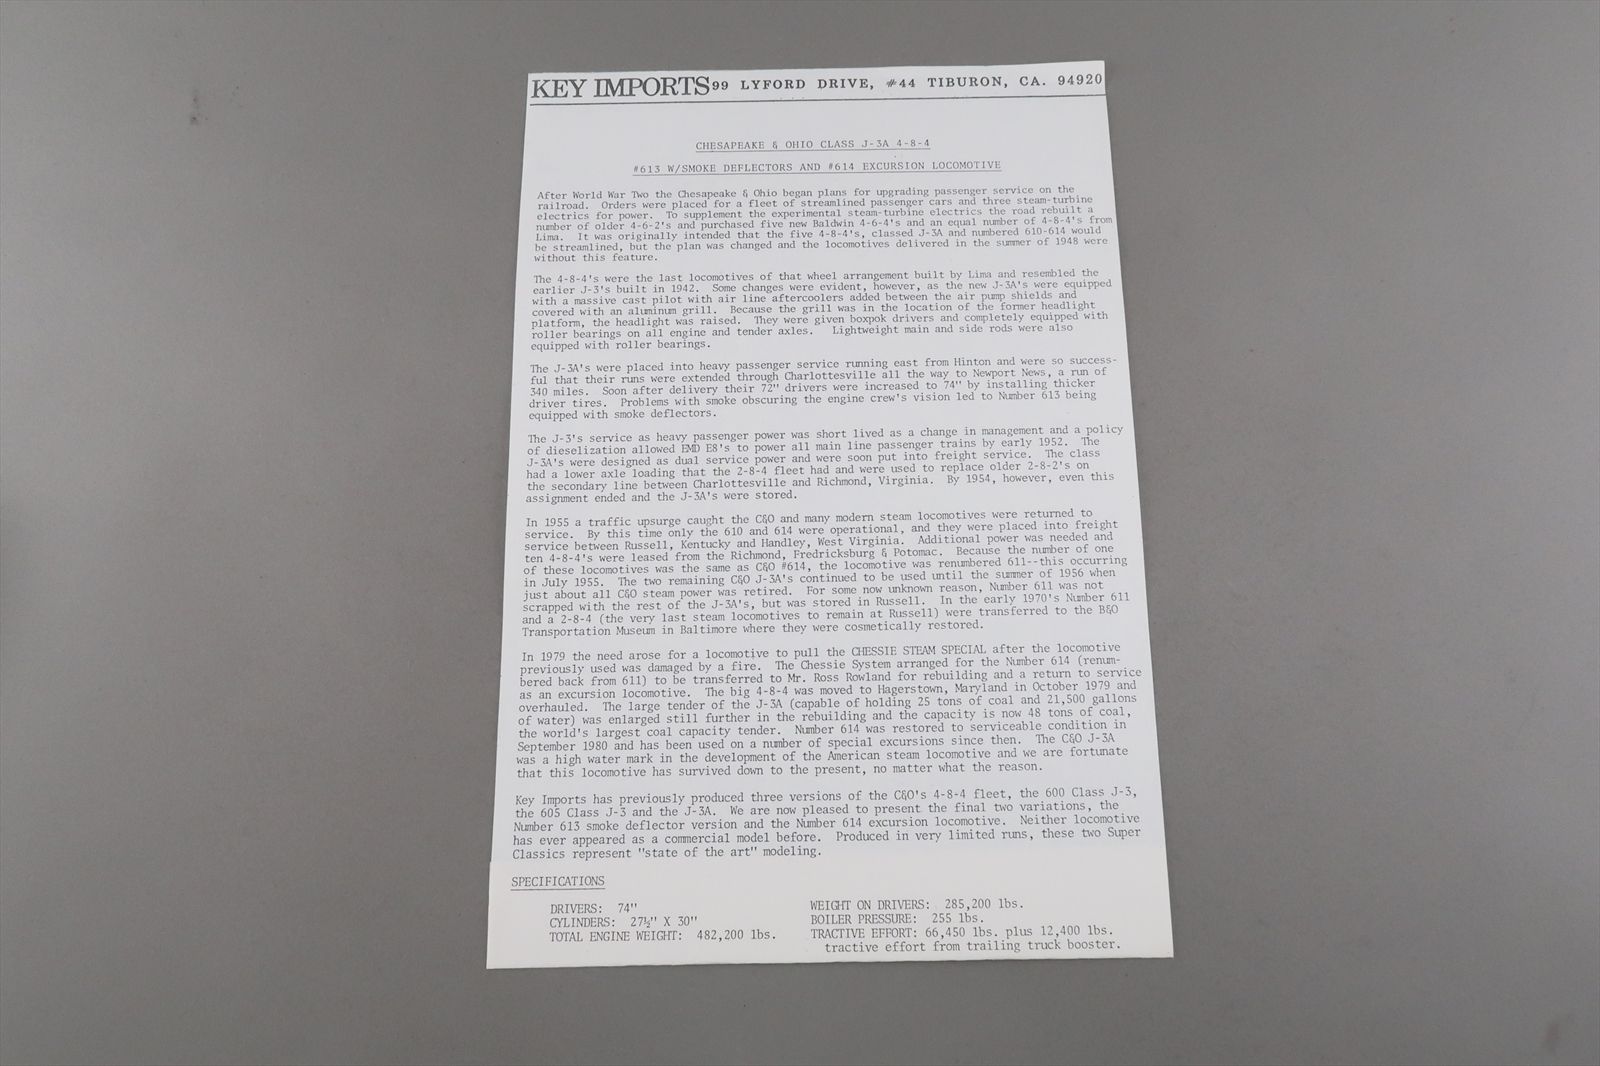 KEY IMPORTS 99 LYFORD DRIVE, #44 TIBURON, CA. 94920
CHESAPEAKE & OHIO CLASS J-3A 4-8-4
#613 W/SMOKE DEFLECTORS AND #614 EXCURSION LOCOMOTIVE
After World War Two the Chesapeake & Ohio began plans for upgrading passenger service on the
railroad. Orders were placed for a fleet of streamlined passenger cars and three steam-turbine
electrics for power. To supplement the experimental steam-turbine electrics the road rebuilt a
number of older 4-6-2's and purchased five new Baldwin 4-6-4's and an equal number of 4-8-4's from
Lima. It was originally intended that the five 4-8-4's, classed J-3A and numbered 610-614 would
be streamlined, but the plan was changed and the locomotives delivered in the summer of 1948 were
without this feature.
The 4-8-4's were the last locomotives of that wheel arrangement built by Lima and resembled the
earlier J-3's built in 1942. Some changes were evident, however, as the new J-3A's were equipped
with a massive cast pilot with air line aftercoolers added between the air pump shields and
covered with an aluminum grill. Because the grill was in the location of the former headlight
platform, the headlight was raised. They were given boxpok drivers and completely equipped with
roller bearings on all engine and tender axles. Lightweight main and side rods were also
equipped with roller bearings.
The J-3A's were placed into heavy passenger service running east from Hinton and were so success-
ful that their runs were extended through Charlottesville all the way to Newport News, a run of
340 miles. Soon after delivery their 72" drivers were increased to 74" by installing thicker
driver tires. Problems with smoke obscuring the engine crew's vision led to Number 613 being
equipped with smoke deflectors.
The J-3's service as heavy passenger power was short lived as a change in management and a policy
of dieselization allowed EMD E8's to power all main line passenger trains by early 1952. The
J-3A's were designed as dual service power and were soon put into freight service. The class
had a lower axle loading that the 2-8-4 fleet had and were used to replace older 2-8-2's on
the secondary line between Charlottesville and Richmond, Virginia. By 1954, however, even this
assignment ended and the J-3A's were stored.
In 1955 a traffic upsurge caught the C&O and many modern steam locomotives were returned to
service. By this time only the 610 and 614 were operational, and they were placed into freight
service between Russell, Kentucky and Handley, West Virginia. Additional power was needed and
ten 4-8-4's were leased from the Richmond, Fredricksburg & Potomac. Because the number of one
of these locomotives was the same as C&O #614, the locomotive was renumbered 611--this occurring
in July 1955. The two remaining C&O J-3A's continued to be used until the summer of 1956 when
just about all C&O steam power was retired. For some now unknown reason, Number 611 was not
scrapped with the rest of the J-3A's, but was stored in Russell. In the early 1970's Number 611
and a 2-8-4 (the very last steam locomotives to remain at Russell) were transferred to the B&O
Transportation Museum in Baltimore where they were cosmetically restored.
In 1979 the need arose for a locomotive to pull the CHESSIE STEAM SPECIAL after the locomotive
previously used was damaged by a fire. The Chessie System arranged for the Number 614 (renum-
bered back from 611) to be transferred to Mr. Ross Rowland for rebuilding and a return to service
as an excursion locomotive. The big 4-8-4 was moved to Hagerstown, Maryland in October 1979 and
overhauled. The large tender of the J-3A (capable of holding 25 tons of coal and 21,500 gallons
of water) was enlarged still further in the rebuilding and the capacity is now 48 tons of coal,
the world's largest coal capacity tender. Number 614 was restored to serviceable condition in
September 1980 and has been used on a number of special excursions since then. The C&O J-3A
was a high water mark in the development of the American steam locomotive and we are fortunate
that this locomotive has survived down to the present, no matter what the reason.
Key Imports has previously produced three versions of the C&O's 4-8-4 fleet, the 600 Class J-3,
the 605 Class J-3 and the J-3A. We are now pleased to present the final two variations, the
Number 613 smoke deflector version and the Number 614 excursion locomotive. Neither locomotive
has ever appeared as a commercial model before. Produced in very limited runs, these two Super
Classics represent "state of the art" modeling.
SPECIFICATIONS
DRIVERS: 74"
CYLINDERS: 27½" X 30"
TOTAL ENGINE WEIGHT: 482,200 lbs.
WEIGHT ON DRIVERS: 285,200 lbs.
BOILER PRESSURE: 255 lbs.
TRACTIVE EFFORT: 66,450 lbs. plus 12,400 lbs.
tractive effort from trailing truck booster.